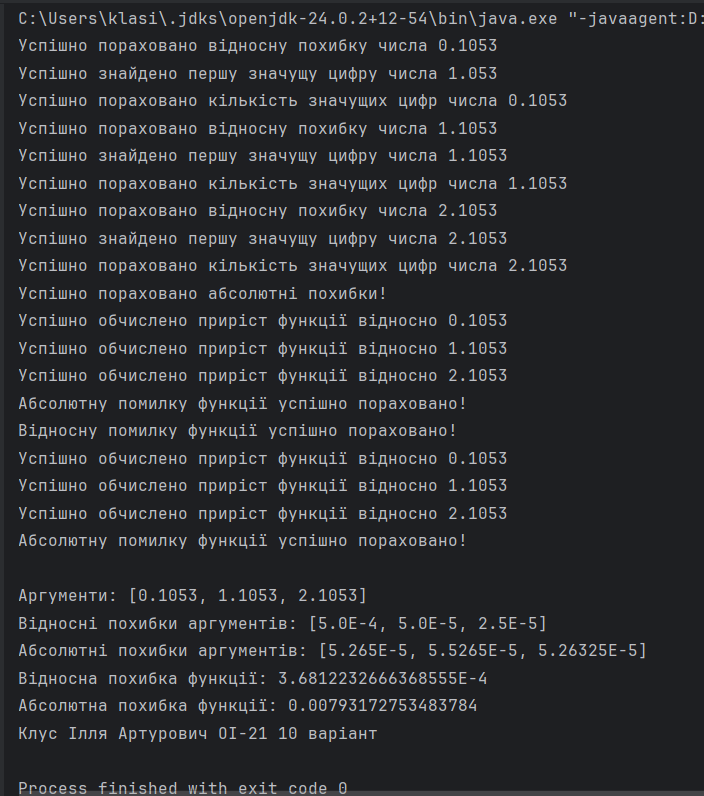 C:\Users\klasi\.jdks\openjdk-24.0.2+12-54\bin\java.exe "-javaagent:D:
Успішно пораховано відносну похибку числа 0.1053
Успішно знайдено першу значущу цифру числа 1.053
Успішно пораховано кількість значущих цифр числа 0.1053
Успішно пораховано відносну похибку числа 1.1053
Успішно знайдено першу значущу цифру числа 1.1053
Успішно пораховано кількість значущих цифр числа 1.1053
Успішно пораховано відносну похибку числа 2.1053
Успішно знайдено першу значущу цифру числа 2.1053
Успішно пораховано кількість значущих цифр числа 2.1053
Успішно пораховано абсолютні похибки!
Успішно обчислено приріст функції відносно 0.1053
Успішно обчислено приріст функції відносно 1.1053
Успішно обчислено приріст функції відносно 2.1053
Абсолютну помилку функції успішно пораховано!
Відносну помилку функції успішно пораховано!
Успішно обчислено приріст функції відносно 0.1053
Успішно обчислено приріст функції відносно 1.1053
Успішно обчислено приріст функції відносно 2.1053
Абсолютну помилку функції успішно пораховано!
Аргументи: [0.1053, 1.1053, 2.1053]
Відносні похибки аргументів: [5.0E-4, 5.0E-5, 2.5E-5]
Абсолютні похибки аргументів: [5.265E-5, 5.5265E-5, 5.26325E-5]
Відносна похибка функції: 3.6812232666368555E-4
Абсолютна похибка функції: 0.00793172753483784
Клус Ілля Артурович ОІ-21 10 варіант
Process finished with exit code 0